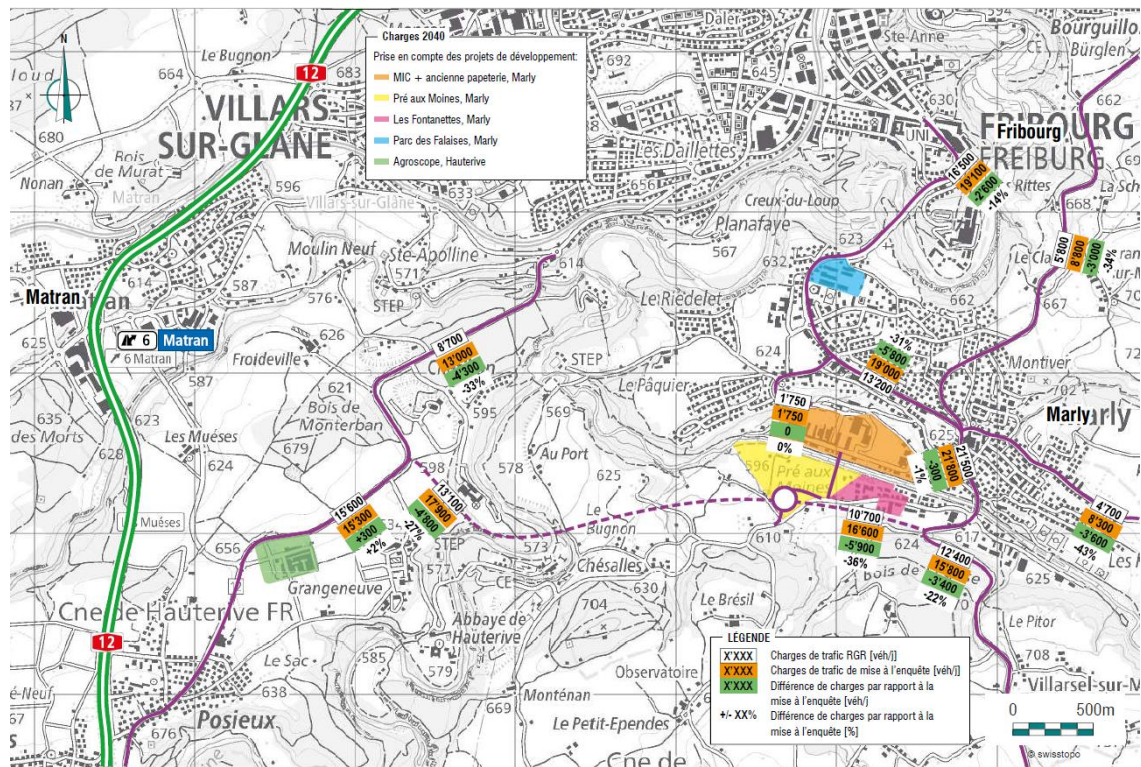 Charges 2040
Prise en compte des projets de développement:
MIC + ancienne papeterie, Marly
Pré aux Moines, Marly
Les Fontanettes, Marly
Parc des Falaises, Marly
Agroscope, Hauterive
N
Le Bugnon
664
12
683
692
Daler
Ste-Anne
CE
Bourguillo
Bürglen
VILLARS
SUR-GLÂNE
680
645
630
662
Bois
de Murat
Nonan
Matran
596
Villars-sur-Glâne
633
Les Daillettes
656
UNI
Fribourg
FRIBOURG
FREIBURG
Rittes
668
16'500
19'100
-2'600
-14%
Creux-du-Loup
Planafaye
567
623
632
Moulin Neuf
Ste-Apolline
571
614
STEP
587
576
614
Matran
6
Matran
6 Matran
625
587
Froideville
626
621
5'800
8'800
-3'000
-34%
662
667
Le Riedelet
624
STEP
8'700
13'000
-4'300
-33%
-31%
-5'800
19'000
13'200
Montiver
702
Le Pâquier
1'750
1'750
0
0%
Marly
625
595
569
Bois de
Monterban
679
des Morts
623
628
Les Muéses
624
578
Au Port
625
596
Pré aux
Moines
-1%
-300
21'800
21'500
598
13'100
17'900
-4'800
-27%
15'600
15'300
+300
+2%
Les Muéses
656
STEP
573
577
CE
Le
Bugnon
610
10'700
16'600
-5'900
-36%
624
617
4'700
8'300
-3'600
-43%
12'400
15'800
-3'400
-22%
625
Grangeneuve
Chésalles
630
Cne de Hauterive FR
Abbaye de
Hauterive
704
Le Brésil
Le Pitor
708
12
585
579
Le Sac
638
Observatoire
Posieux
676
Monténan
669
Le Petit-Ependes
Cne de
LÉGENDE
X'XXX Charges de trafic RGR [véh/j]
X'XXX Charges de trafic de mise à l'enquête [véh/j]
X'XXX Différence de charges par rapport à la
mise à l'enquête [véh/j
+/- XX% Différence de charges par rapport à la
mise à l'enquête [%]
0 500m
© swisstopo